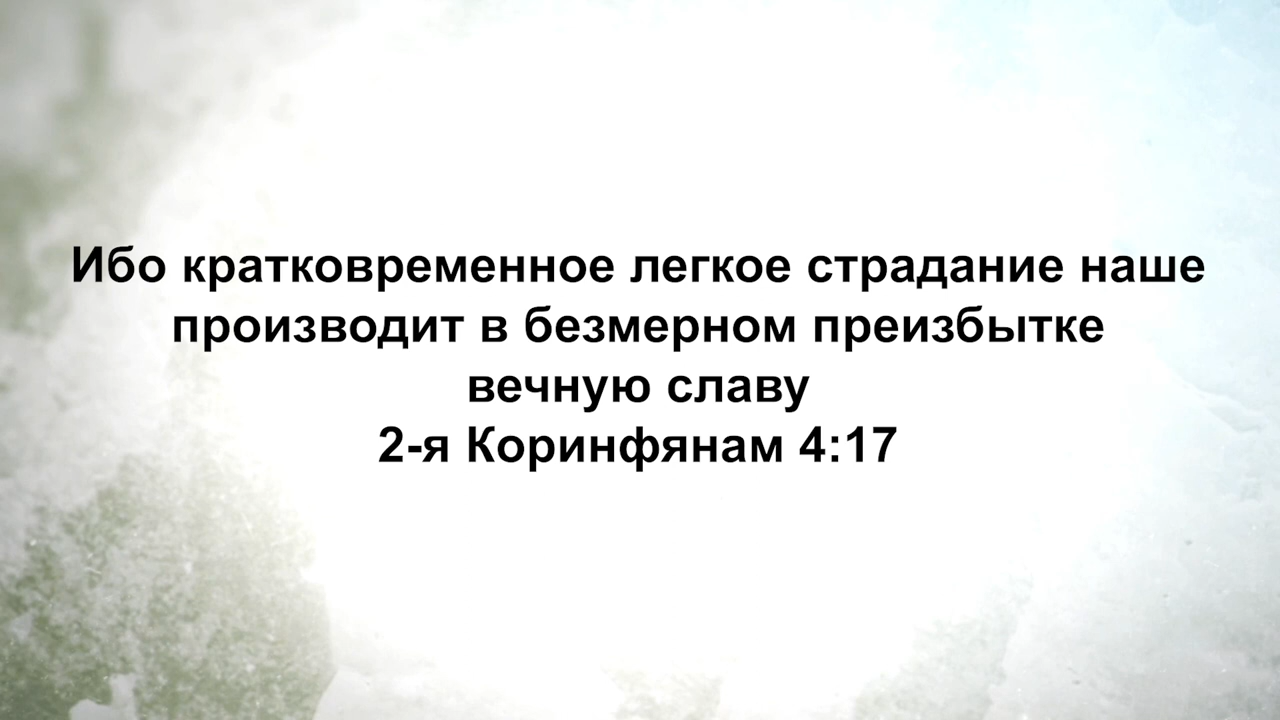 Ибо кратковременное легкое страдание наше
производит в безмерном преизбытке
вечную славу
2-я Коринфянам 4:17